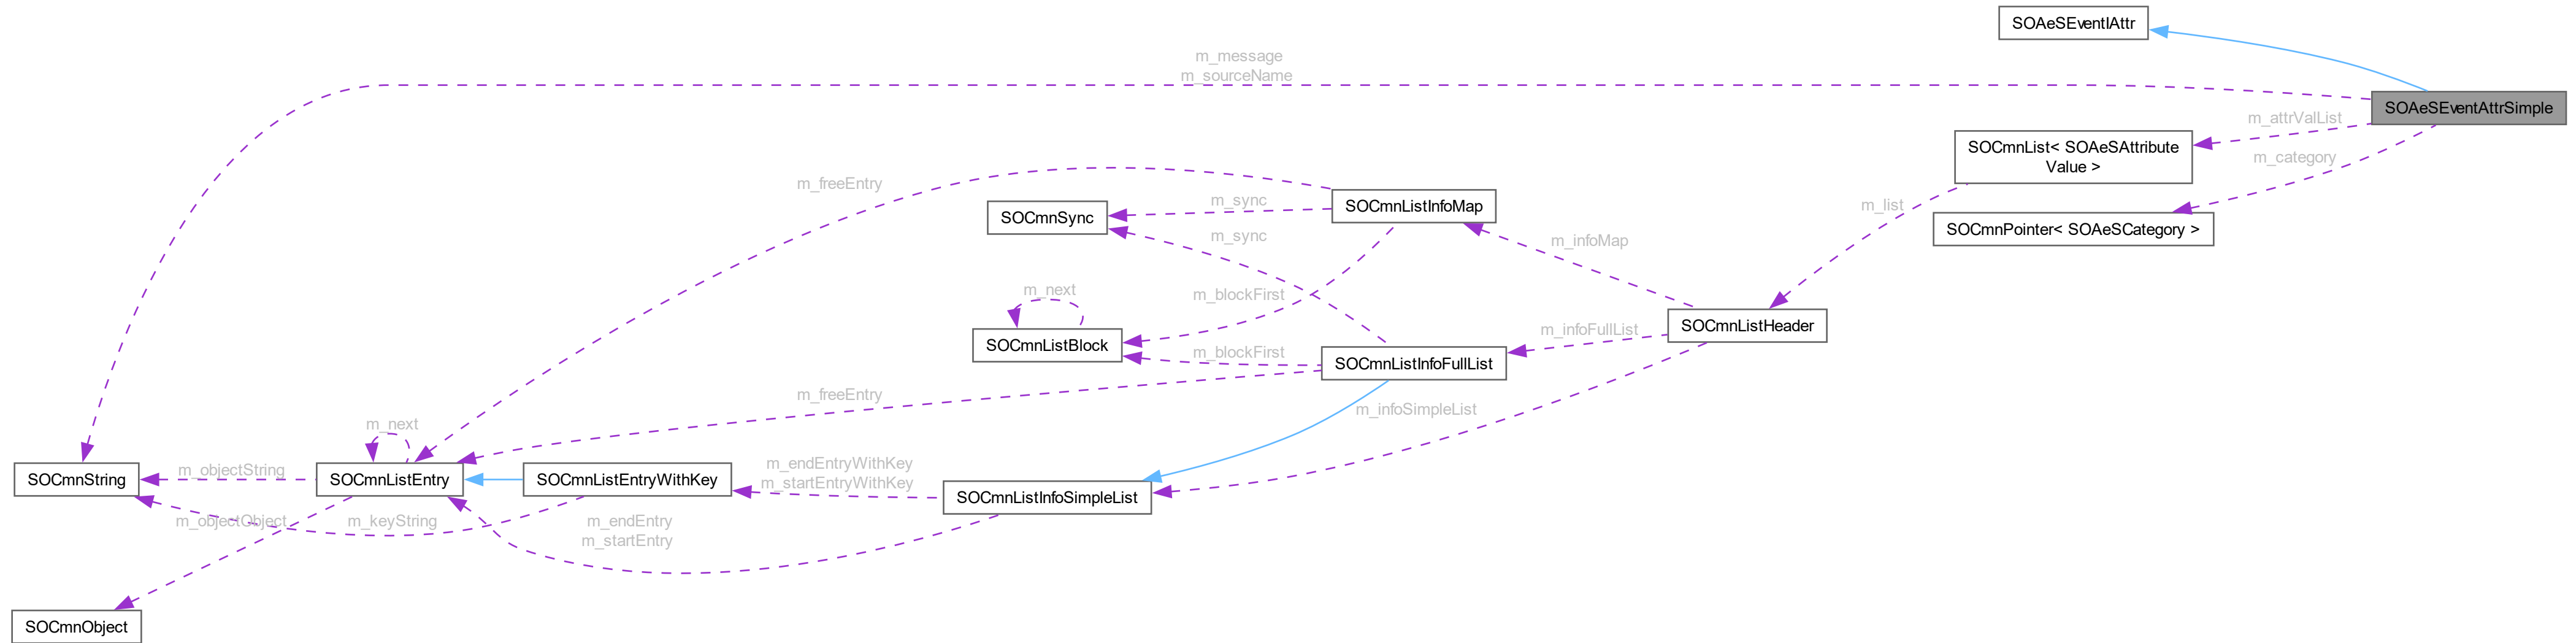 SOAeSEventIAttr
m_message
m_sourceName
SOAeSEventAttrSimple
m_attrValList
SOCmnList< SOAeSAttribute
Value >
m_category
m_freeEntry
m_sync
SOCmnListInfoMap
m_list
SOCmnSync
m_sync
m_infoMap
SOCmnPointer< SOAeSCategory >
m_next
m_blockFirst
SOCmnListHeader
m_infoFullList
SOCmnListBlock
m_blockFirst
SOCmnListInfoFullList
m_freeEntry
m_infoSimpleList
m_next
m_endEntryWithKey
m_startEntryWithKey
SOCmnString
m_objectString
SOCmnListEntry
SOCmnListEntryWithKey
SOCmnListInfoSimpleList
m_objectObject
m_keyString
m_endEntry
m_startEntry
SOCmnObject